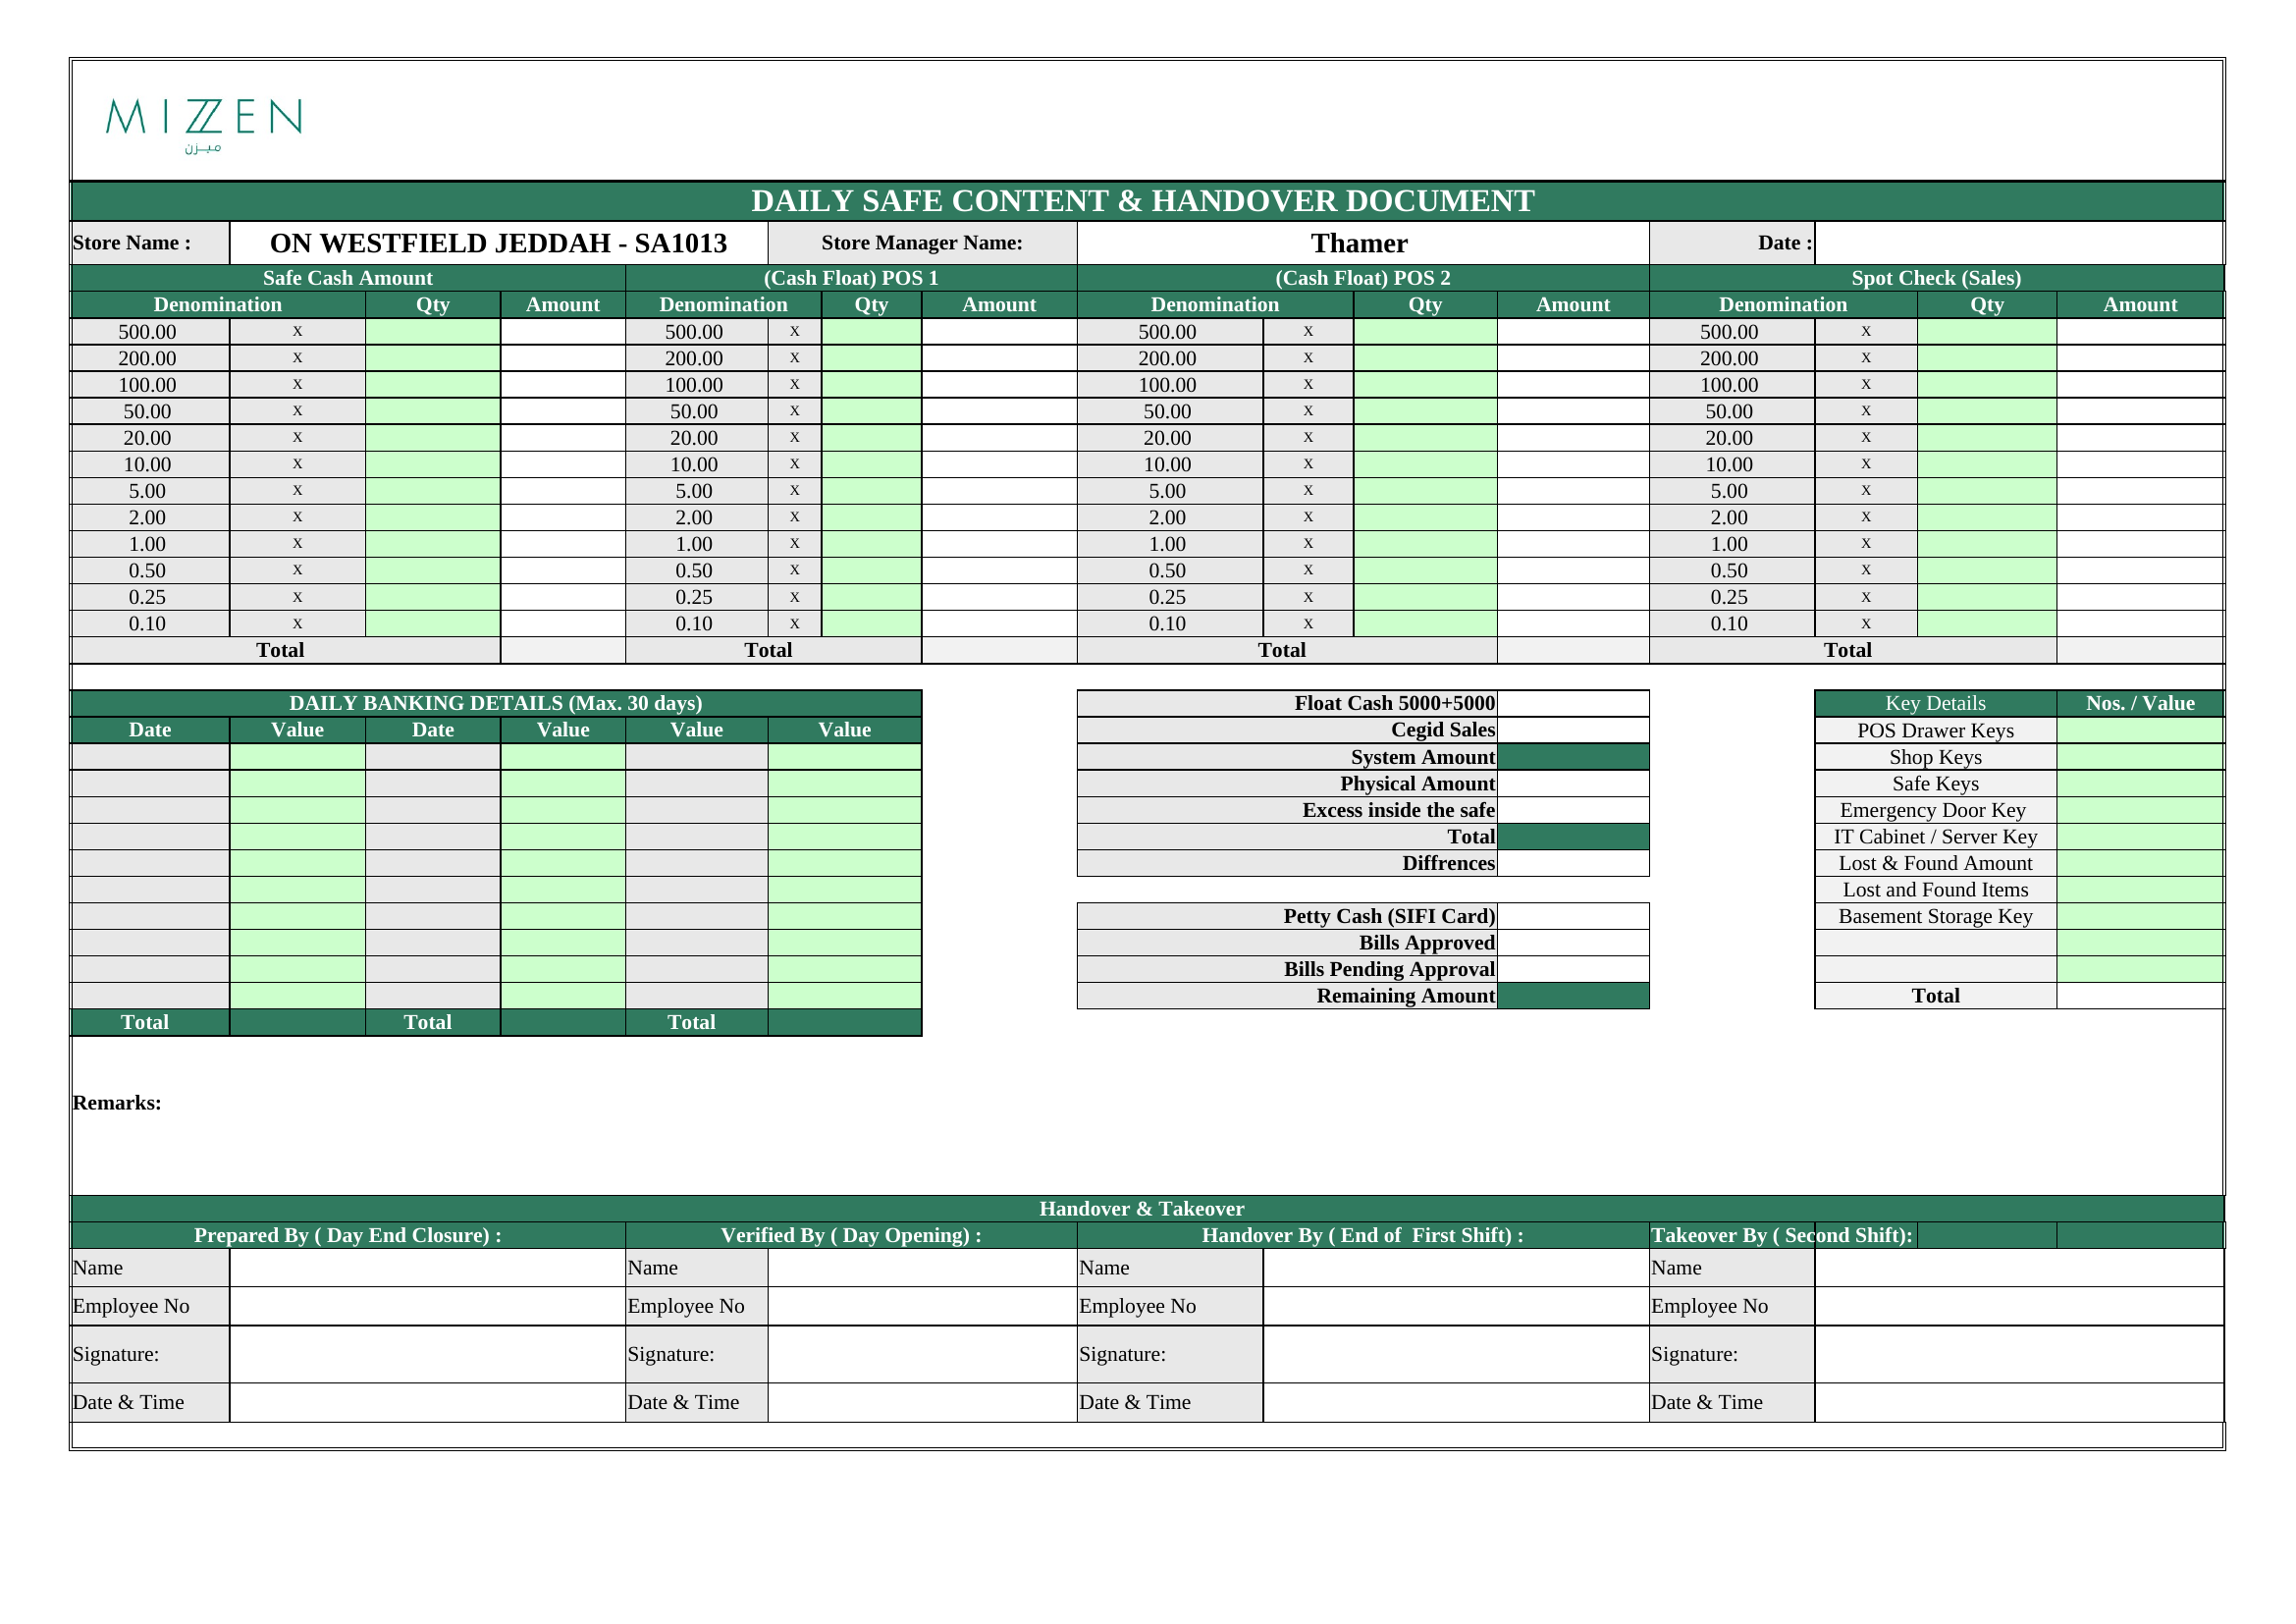 MIZZEN
ميزن
DAILY SAFE CONTENT & HANDOVER DOCUMENT
Store Name : ON WESTFIELD JEDDAH - SA1013 Store Manager Name: Thamer Date :
Safe Cash Amount (Cash Float) POS 1 (Cash Float) POS 2 Spot Check (Sales)
Denomination Qty Amount Denomination Qty Amount Denomination Qty Amount Denomination Qty Amount
500.00 x 500.00 x 500.00 x 500.00 x
200.00 x 200.00 x 200.00 x 200.00 x
100.00 x 100.00 x 100.00 x 100.00 x
50.00 x 50.00 x 50.00 x 50.00 x
20.00 x 20.00 x 20.00 x 20.00 x
10.00 x 10.00 x 10.00 x 10.00 x
5.00 x 5.00 x 5.00 x 5.00 x
2.00 x 2.00 x 2.00 x 2.00 x
1.00 x 1.00 x 1.00 x 1.00 x
0.50 x 0.50 x 0.50 x 0.50 x
0.25 x 0.25 x 0.25 x 0.25 x
0.10 x 0.10 x 0.10 x 0.10 x
Total Total Total Total
DAILY BANKING DETAILS (Max. 30 days) Float Cash 5000+5000 Key Details Nos. / Value
Date Value Date Value Value Value Cegid Sales POS Drawer Keys
System Amount Shop Keys
Physical Amount Safe Keys
Excess inside the safe Emergency Door Key
Total IT Cabinet / Server Key
Diffrences Lost & Found Amount
Lost and Found Items
Petty Cash (SIFI Card) Basement Storage Key
Bills Approved
Bills Pending Approval
Remaining Amount Total
Total Total Total
Remarks:
Handover & Takeover
Prepared By ( Day End Closure) : Verified By ( Day Opening) : Handover By ( End of First Shift) : Takeover By ( Second Shift):
Name Name Name Name
Employee No Employee No Employee No Employee No
Signature: Signature: Signature: Signature:
Date & Time Date & Time Date & Time Date & Time